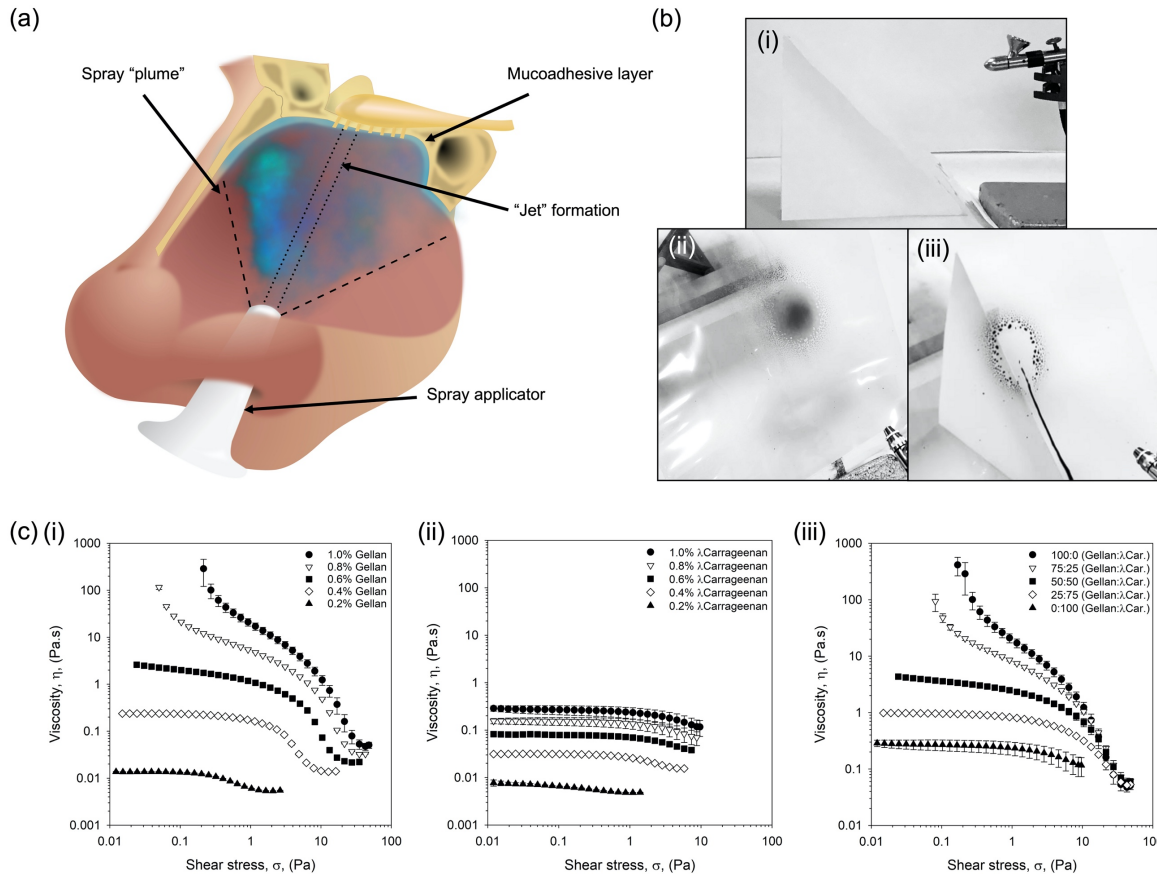 (a)
Spray “plume”
Mucoadhesive layer
“Jet” formation
Spray applicator
(b)
(i)
(ii)
(iii)
(c) (i)
1000
100
10
1
0.1
0.01
0.001
Viscosity, η, (Pa.s)
1.0% Gellan
0.8% Gellan
0.6% Gellan
0.4% Gellan
0.2% Gellan
0.01
0.1
1
10
100
Shear stress, σ, (Pa)
(ii)
1000
100
10
1
0.1
0.01
0.001
Viscosity, η, (Pa.s)
1.0% λCarrageenan
0.8% λCarrageenan
0.6% λCarrageenan
0.4% λCarrageenan
0.2% λCarrageenan
0.01
0.1
1
10
100
Shear stress, σ, (Pa)
(iii)
1000
100
10
1
0.1
0.01
Viscosity, η, (Pa.s)
100:0 (Gellan:λCar.)
75:25 (Gellan:λCar.)
50:50 (Gellan:λCar.)
25:75 (Gellan:λCar.)
0:100 (Gellan:λCar.)
0.01
0.1
1
10
Shear stress, σ, (Pa)